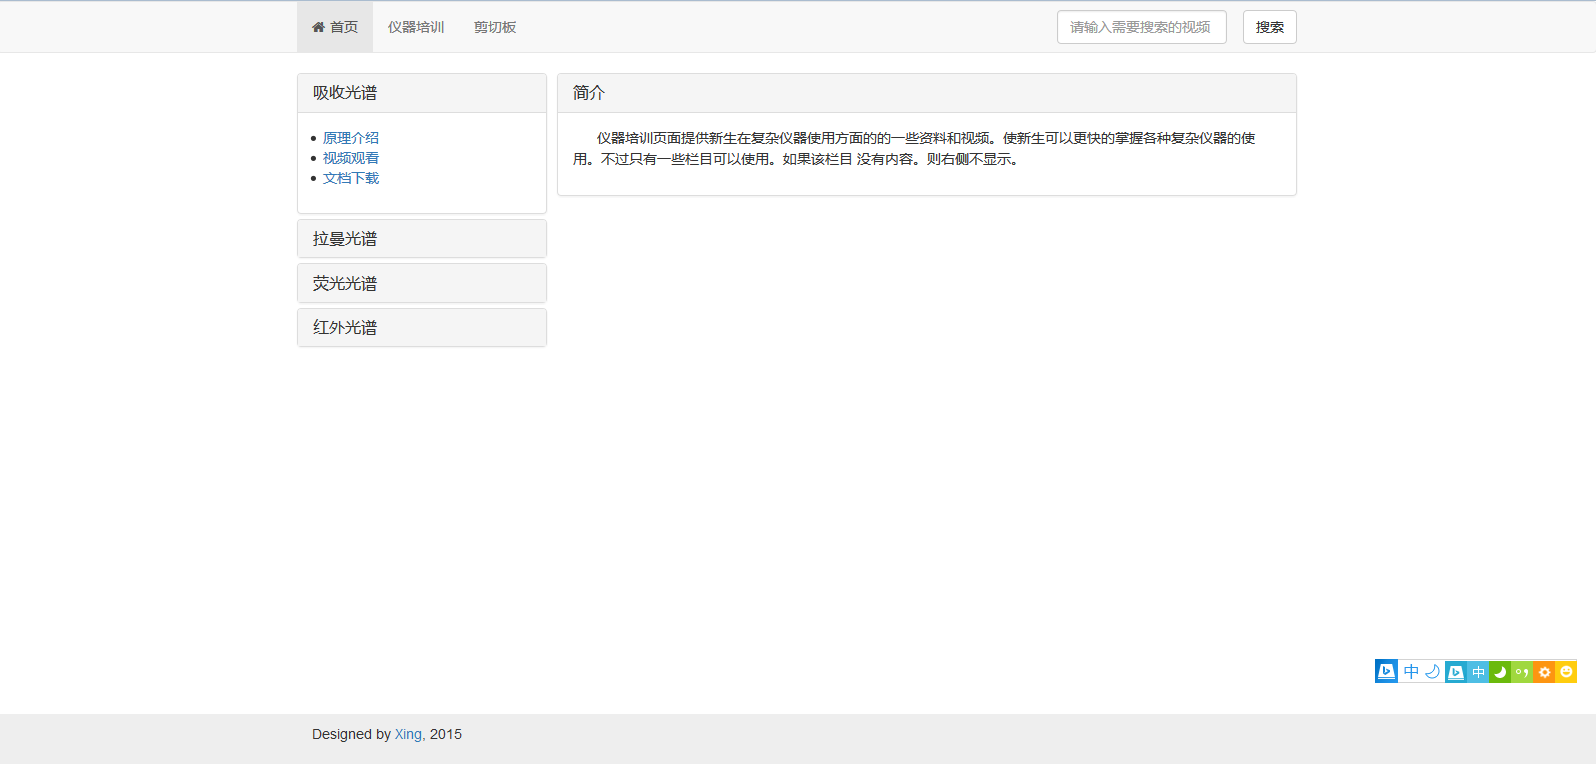 首页 仪器培训 剪切板 请输入需要搜索的视频 搜索
吸收光谱
原理介绍
视频观看
文档下载
拉曼光谱
荧光光谱
红外光谱
简介
仪器培训页面提供新生在复杂仪器使用方面的的一些资料和视频。使新生可以更快的掌握各种复杂仪器的使
用。不过只有一些栏目可以使用。如果该栏目 没有内容。则右侧不显示。
中 中
Designed by Xing, 2015